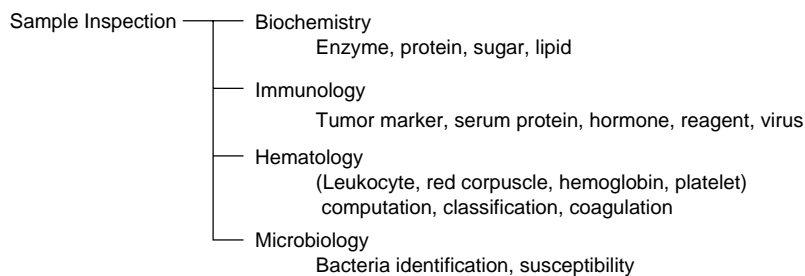 Sample Inspection
Biochemistry
Enzyme, protein, sugar, lipid
Immunology
Tumor marker, serum protein, hormone, reagent, virus
Hematology
(Leukocyte, red corpuscle, hemoglobin, platelet)
computation, classification, coagulation
Microbiology
Bacteria identification, susceptibility